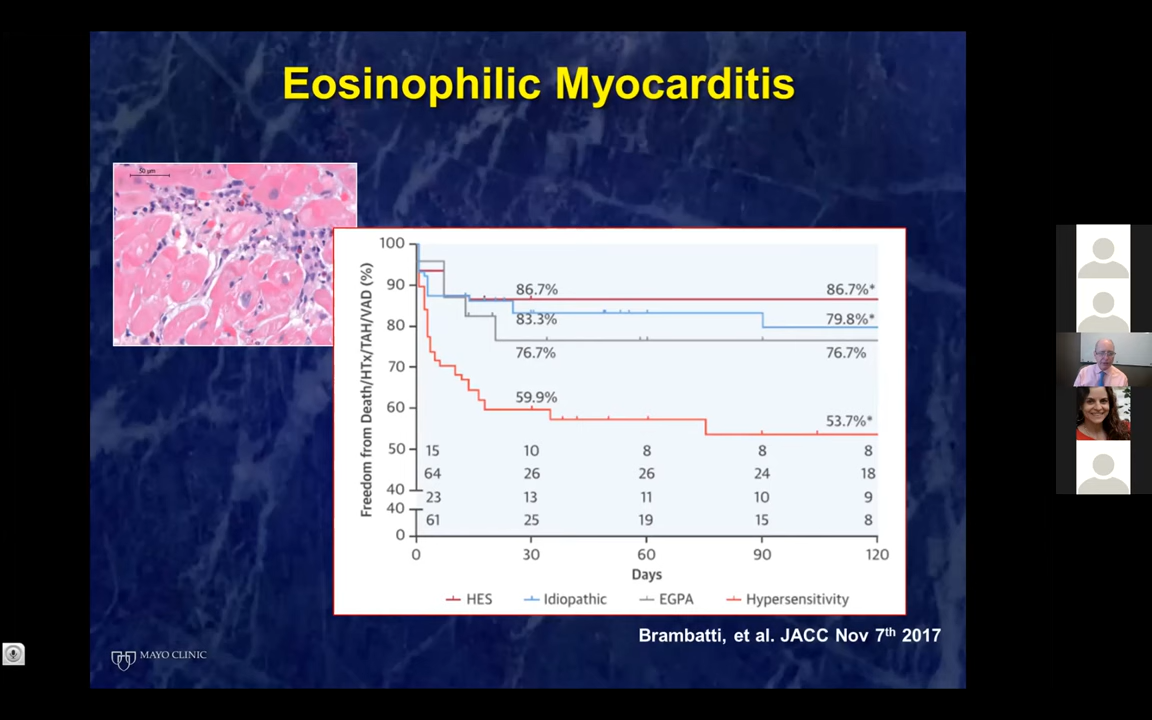 Eosinophilic Myocarditis
50 µm
Freedom from Death/HTx/TAH/VAD (%)
100
90
80
70
60
50
40
40
0
86.7%
86.7%*
83.3%
79.8%*
76.7%
76.7%
59.9%
53.7%*
15 10 8 8 8
64 26 26 24 18
23 13 11 10 9
61 25 19 15 8
0 30 60 90 120
Days
HES Idiopathic EGPA Hypersensitivity
Brambatti, et al. JACC Nov 7th 2017
MAYO CLINIC